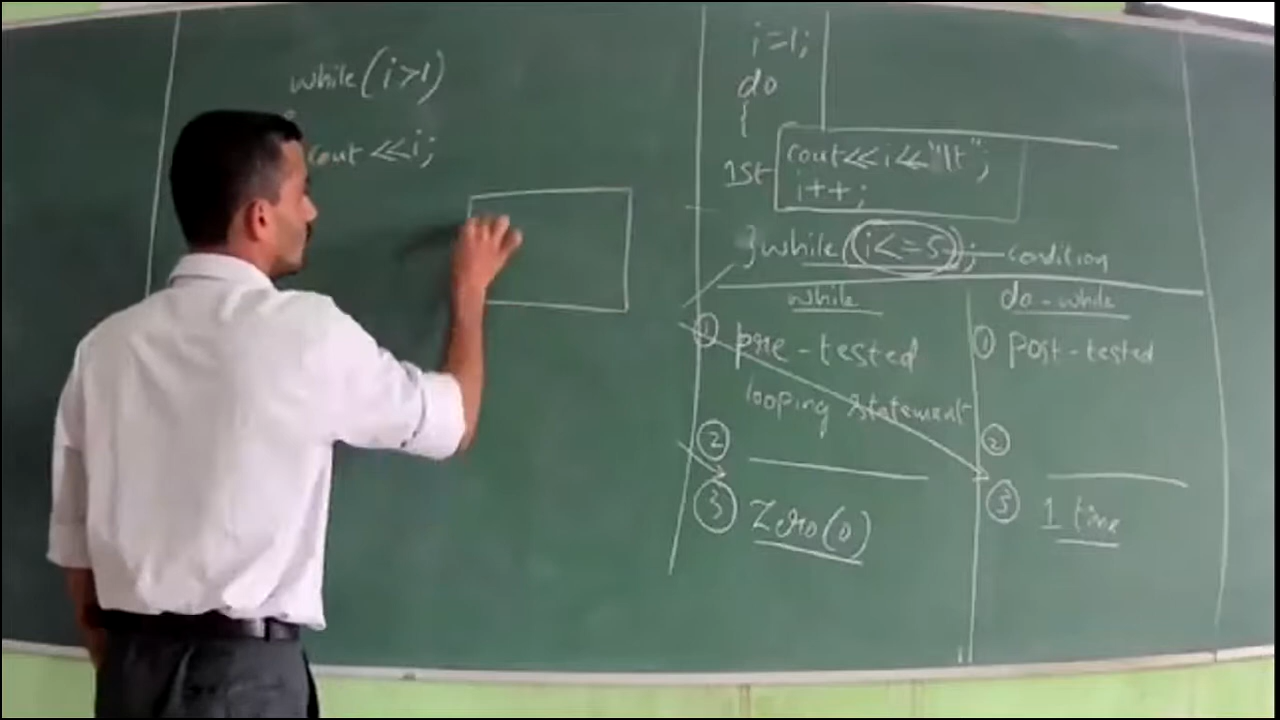 while(i>1)
cout<<i;
i=1;
do
{
1st cout<<i<<"\t";
i++;
}while(i<=5); condition
while
① pre-tested
looping statement
②
③ Zero(0)
do-while
① post-tested
②
③ 1 time